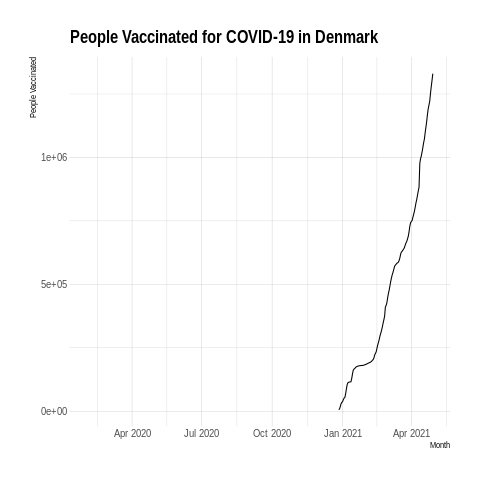 People Vaccinated for COVID-19 in Denmark
People Vaccinated
1e+06
5e+05
0e+00
Apr 2020 Jul 2020 Oct 2020 Jan 2021 Apr 2021
Month